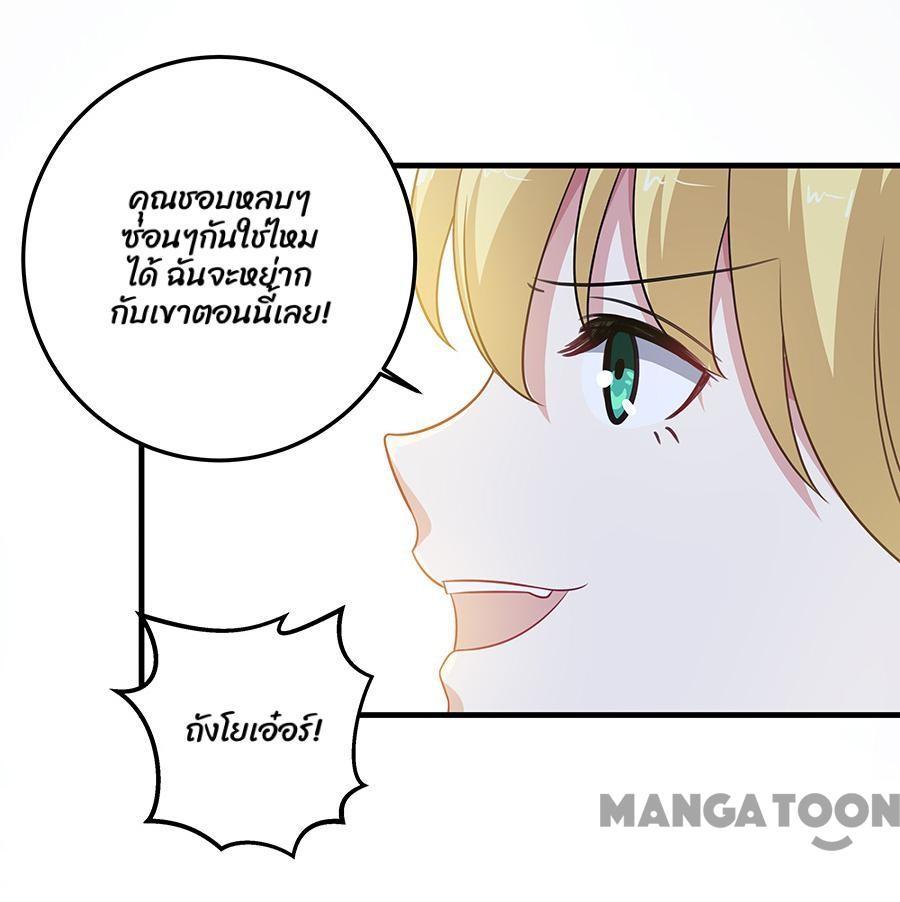 คุณชอบหลบๆ
ซ่อนๆกันใช่ไหม
ได้ ฉันจะหย่าก
กับเขาตอนนี้เลย!
ถังโยเอ๋อร์!
MANGATOON